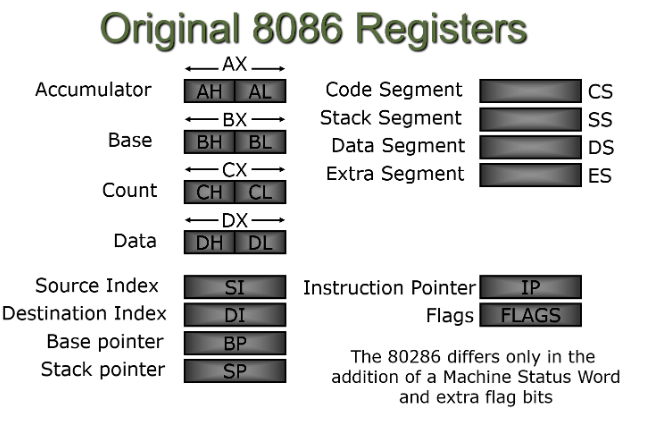 Original 8086 Registers
AX
Accumulator AH AL
BX
Base BH BL
CX
Count CH CL
DX
Data DH DL
Source Index SI
Destination Index DI
Base pointer BP
Stack pointer SP
Code Segment CS
Stack Segment SS
Data Segment DS
Extra Segment ES
Instruction Pointer IP
Flags FLAGS
The 80286 differs only in the
addition of a Machine Status Word
and extra flag bits